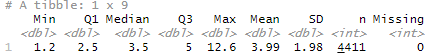 # A tibble: 1 x 9
Min Q1 Median Q3 Max Mean SD n Missing
<dbl> <dbl> <dbl> <dbl> <dbl> <dbl> <dbl> <int> <int>
1 1.2 2.5 3.5 5 12.6 3.99 1.98 4411 0